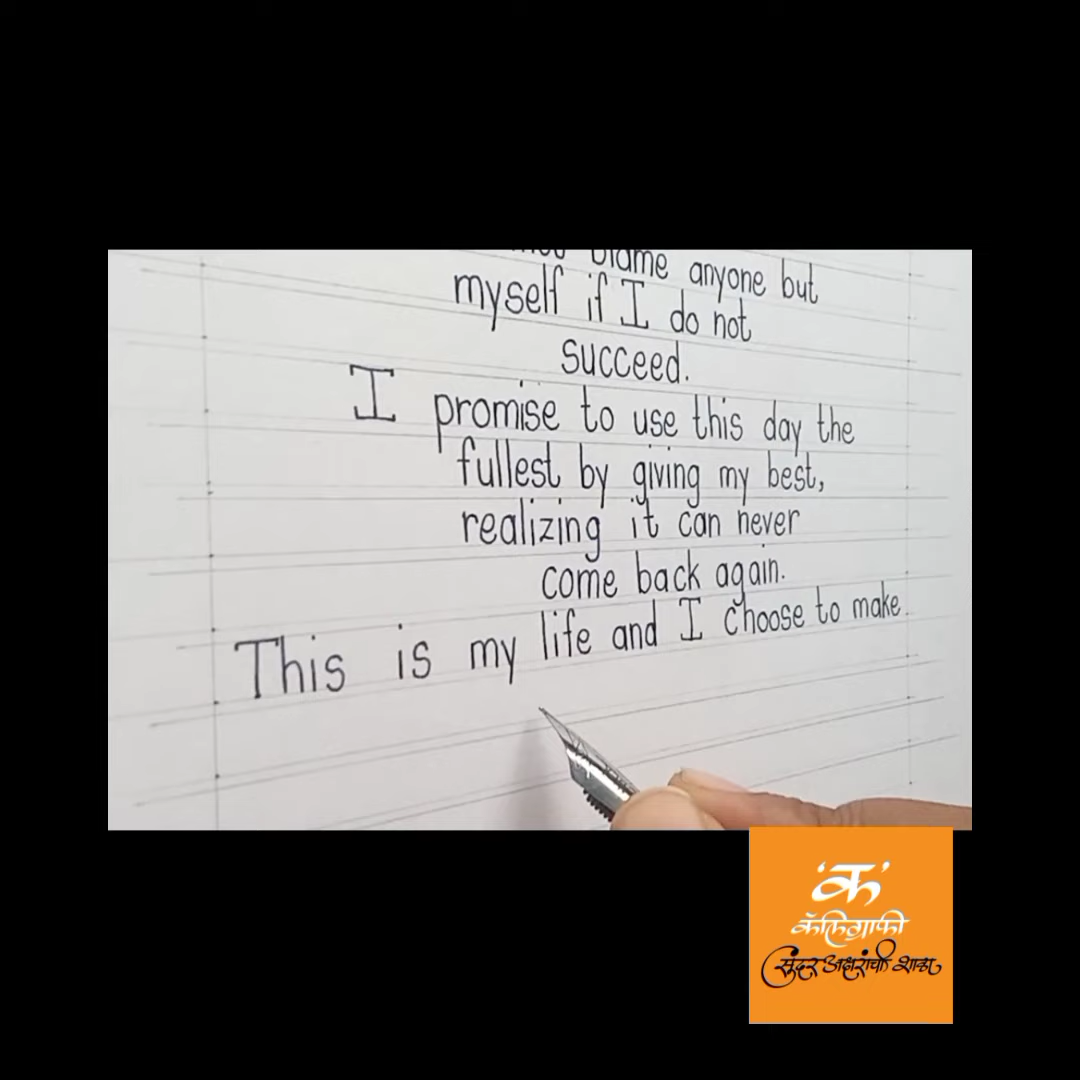 blame anyone but
myself if I do not
succeed.
I promise to use this day the
fullest by giving my best,
realizing it can never
come back again.
This is my life and I choose to make
'क'
कॅलिग्राफी
सुंदर अक्षरांची शाळा